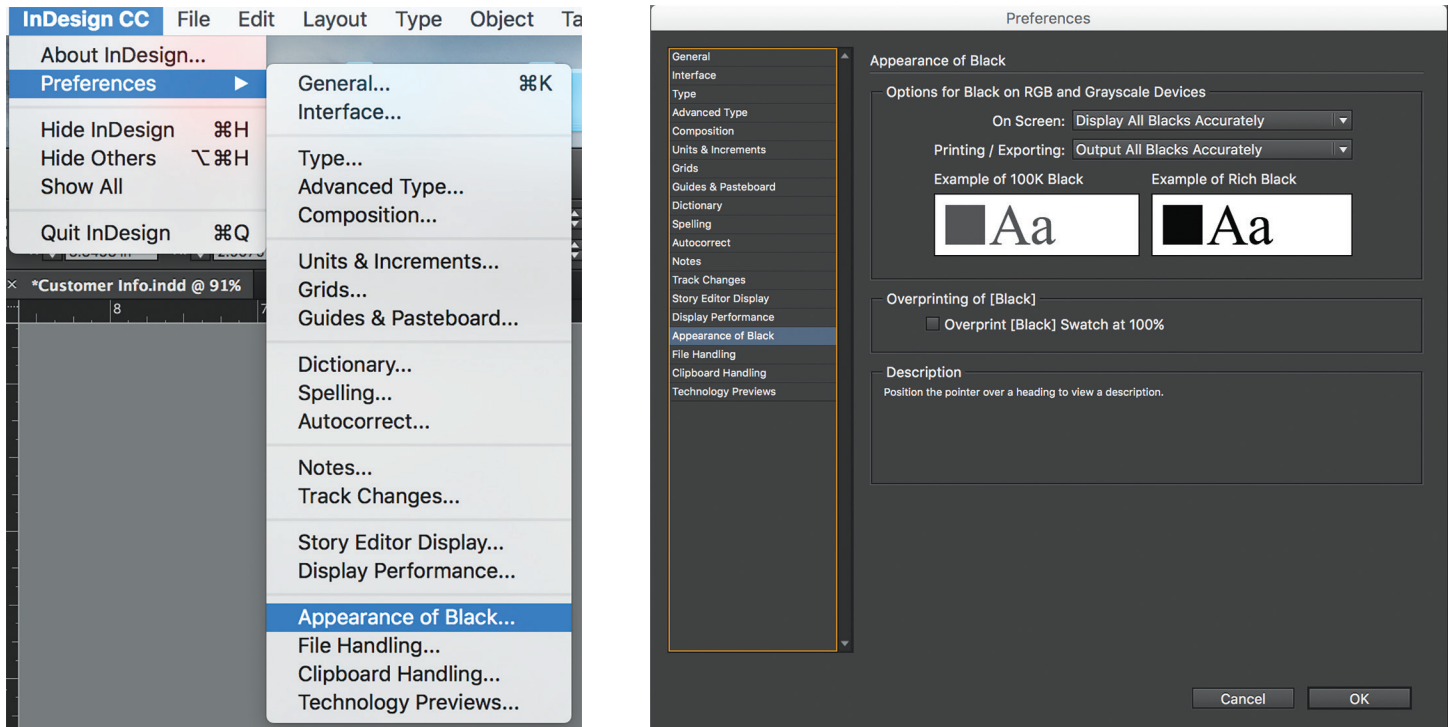 InDesign CC File Edit Layout Type Object Ta
About InDesign...
Preferences ▶
Hide InDesign ⌘H
Hide Others ⌥⌘H
Show All
Quit InDesign ⌘Q
× *Customer Info.indd @ 91%
8 7
General... ⌘K
Interface...
Type...
Advanced Type...
Composition...
Units & Increments...
Grids...
Guides & Pasteboard...
Dictionary...
Spelling...
Autocorrect...
Notes...
Track Changes...
Story Editor Display...
Display Performance...
Appearance of Black...
File Handling...
Clipboard Handling...
Technology Previews...
Preferences
General
Interface
Type
Advanced Type
Composition
Units & Increments
Grids
Guides & Pasteboard
Dictionary
Spelling
Autocorrect
Notes
Track Changes
Story Editor Display
Display Performance
Appearance of Black
File Handling
Clipboard Handling
Technology Previews
Appearance of Black
Options for Black on RGB and Grayscale Devices
On Screen: Display All Blacks Accurately
Printing / Exporting: Output All Blacks Accurately
Example of 100K Black Example of Rich Black
Aa Aa
Overprinting of [Black]
Overprint [Black] Swatch at 100%
Description
Position the pointer over a heading to view a description.
Cancel OK